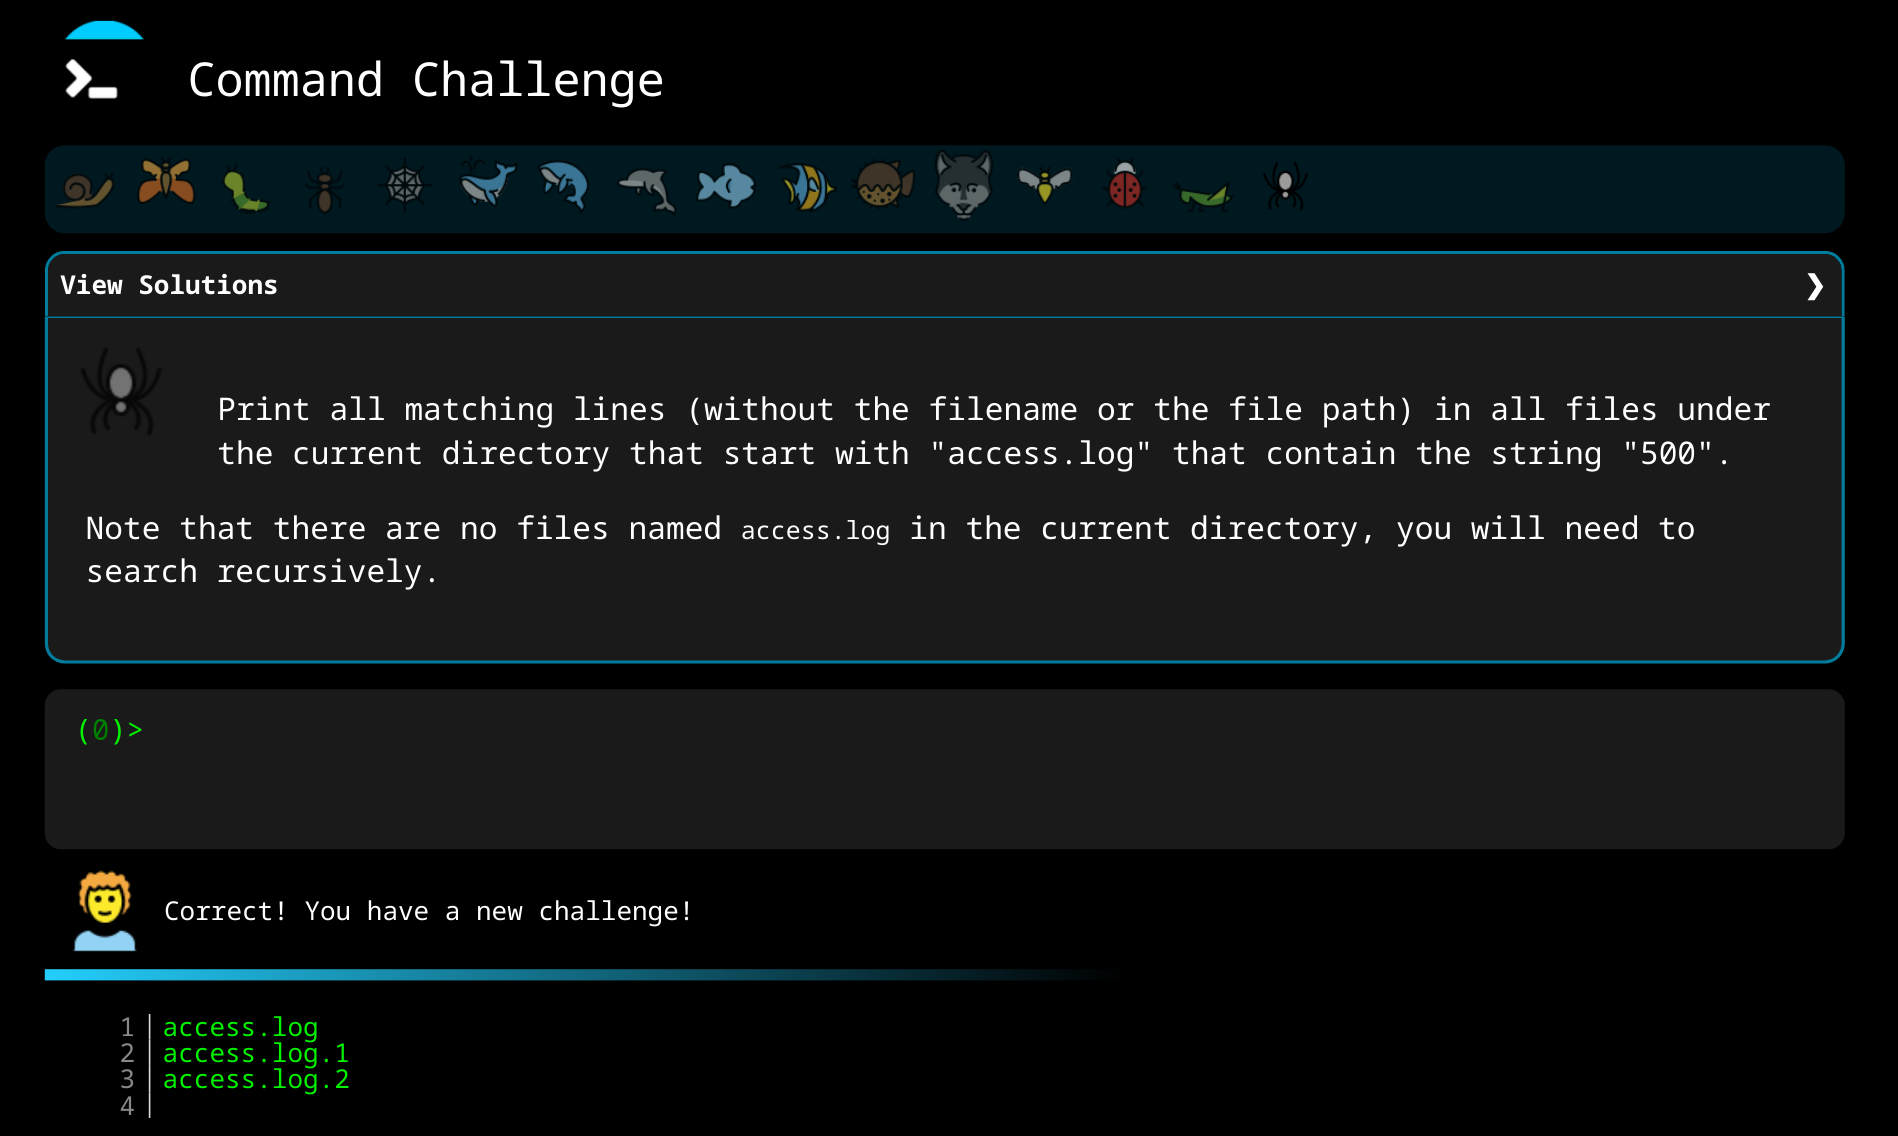 Command Challenge
View Solutions
Print all matching lines (without the filename or the file path) in all files under
the current directory that start with "access.log" that contain the string "500".
Note that there are no files named access.log in the current directory, you will need to
search recursively.
(0)>
Correct! You have a new challenge!
1 access.log
2 access.log.1
3 access.log.2
4